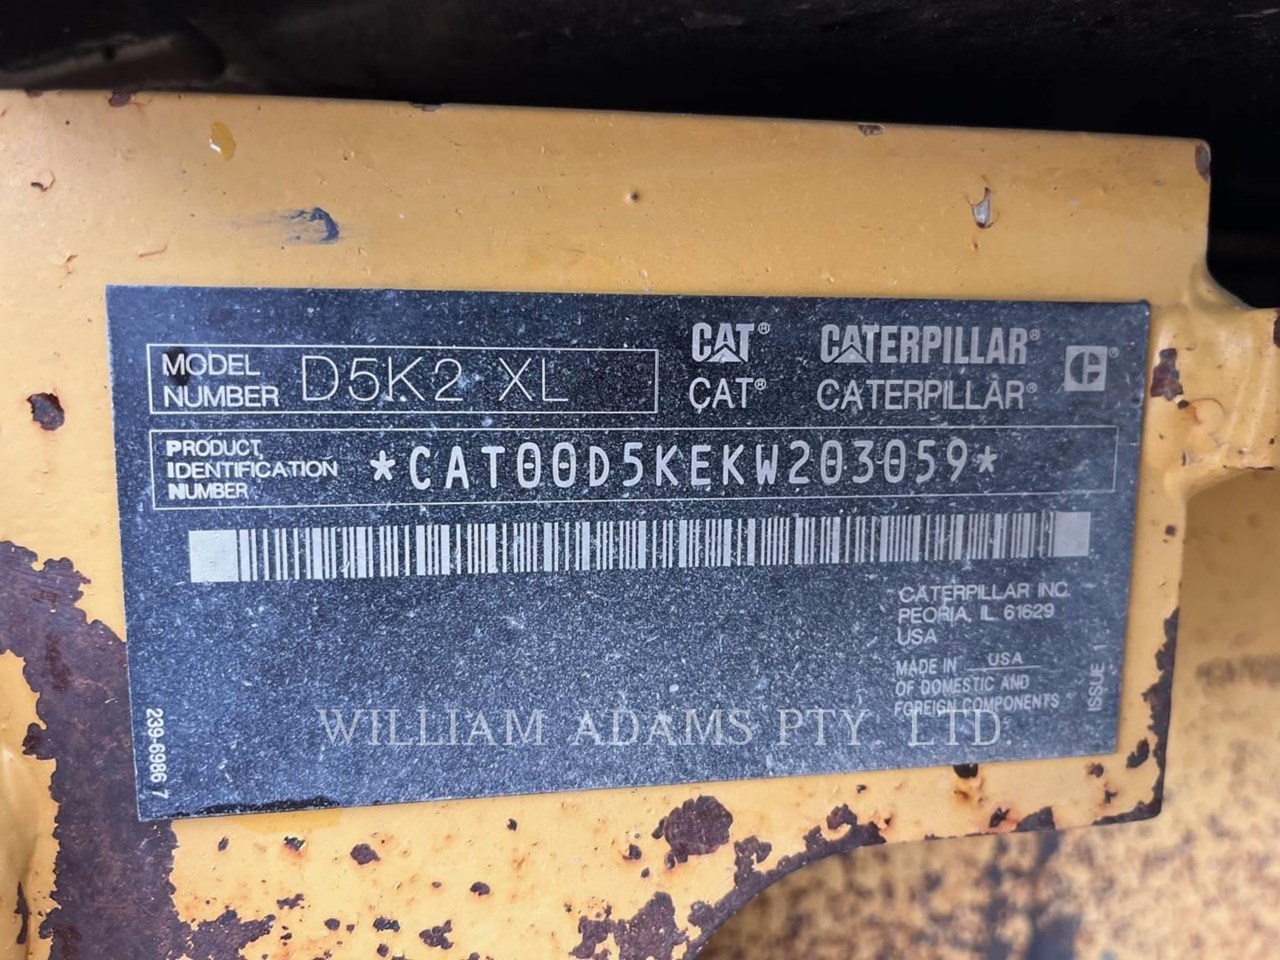 MODEL NUMBER D5K2 XL
CAT® CATERPILLAR®
CAT® CATERPILLAR®
PRODUCT IDENTIFICATION NUMBER *CAT00D5KEKW203059*
CATERPILLAR INC.
PEORIA, IL 61629
USA
MADE IN USA
OF DOMESTIC AND
FOREIGN COMPONENTS
ISSUE 1
239-6986 7
WILLIAM ADAMS PTY. LTD.